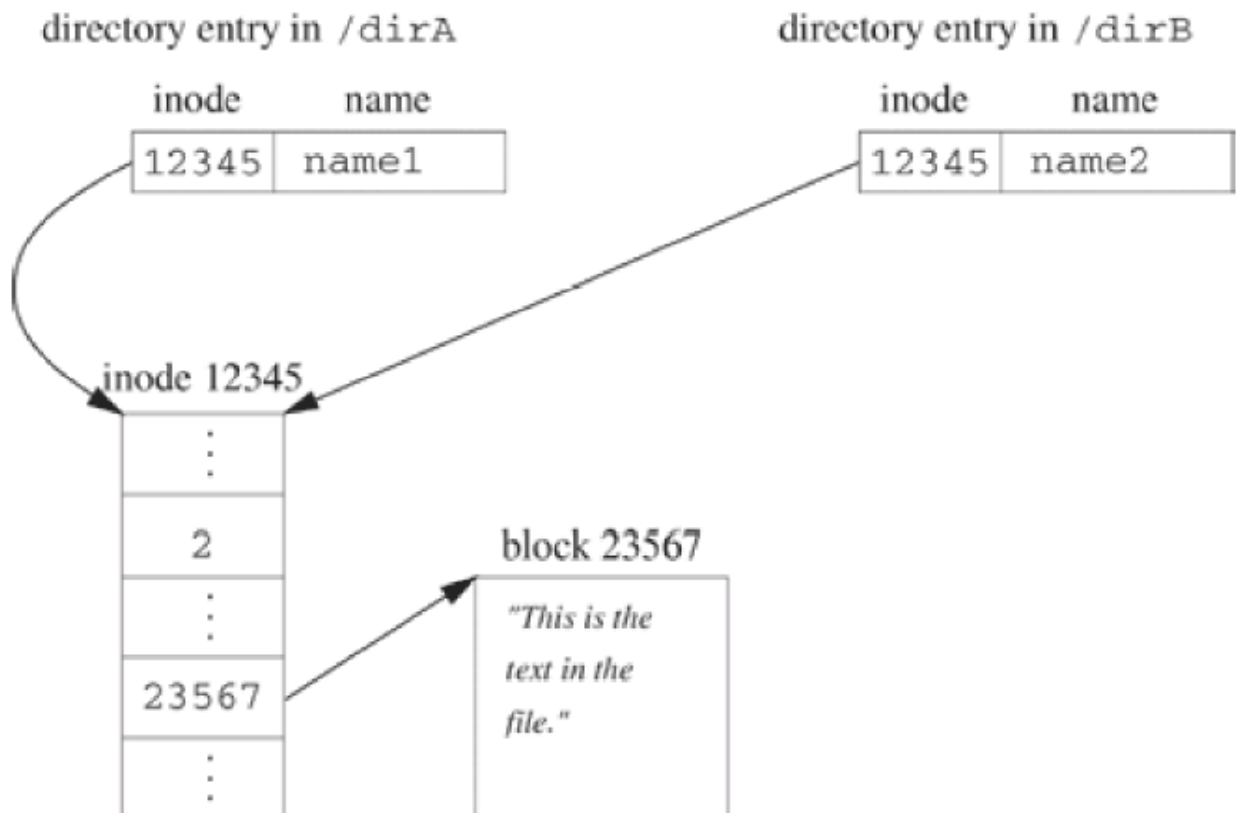 directory entry in /dirA
directory entry in /dirB
inode name
inode name
12345 name1
12345 name2
inode 12345
2
block 23567
"This is the
text in the
file."
23567